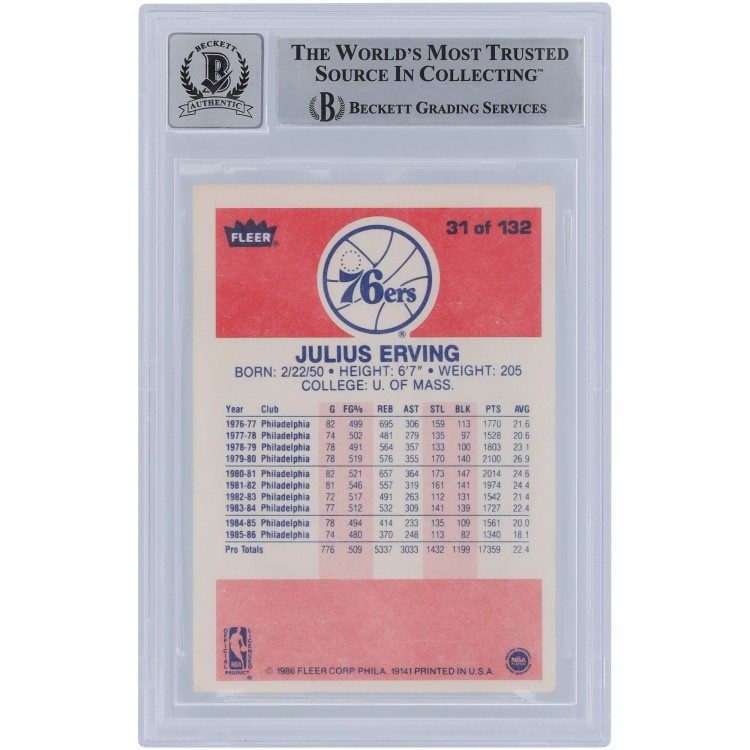 BECKETT
B
AUTHENTIC
THE WORLD'S MOST TRUSTED
SOURCE IN COLLECTING™
B BECKETT GRADING SERVICES
FLEER®
31 of 132
76ers
®
JULIUS ERVING
BORN: 2/22/50 • HEIGHT: 6'7" • WEIGHT: 205
COLLEGE: U. OF MASS.
Year Club G FG% REB AST STL BLK PTS AVG
1976-77 Philadelphia 82 .499 695 306 159 113 1770 21.6
1977-78 Philadelphia 74 .502 481 279 135 97 1528 20.6
1978-79 Philadelphia 78 .491 564 357 133 100 1803 23.1
1979-80 Philadelphia 78 .519 576 355 170 140 2100 26.9
1980-81 Philadelphia 82 .521 657 364 173 147 2014 24.6
1981-82 Philadelphia 81 .546 557 319 161 141 1974 24.4
1982-83 Philadelphia 72 .517 491 263 112 131 1542 21.4
1983-84 Philadelphia 77 .512 532 309 141 139 1727 22.4
1984-85 Philadelphia 78 .494 414 233 135 109 1561 20.0
1985-86 Philadelphia 74 .480 370 248 113 82 1340 18.1
Pro Totals 776 .509 5337 3033 1432 1199 17359 22.4
OFFICIAL LICENSED
NBA
PRODUCT
© 1986 FLEER CORP. PHILA. 19141 PRINTED IN U.S.A.
NBA